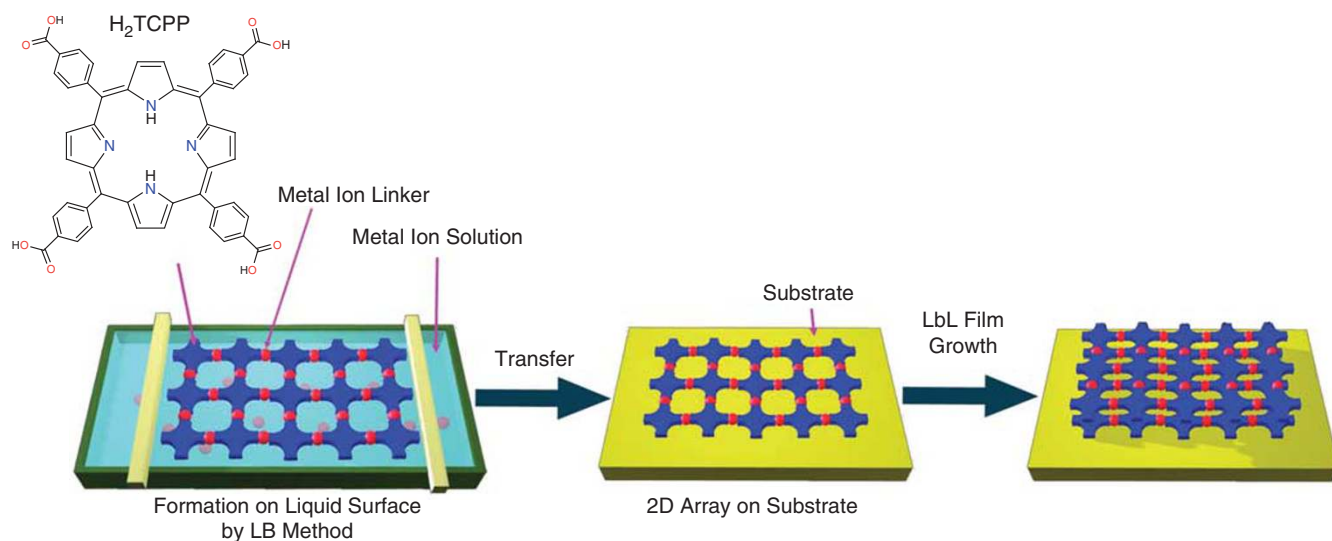 H₂TCPP
OH
O
O
OH
N
H
N
N
H
N
HO
O
O
HO
Metal Ion Linker
Metal Ion Solution
Substrate
Transfer
LbL Film
Growth
Formation on Liquid Surface
by LB Method
2D Array on Substrate